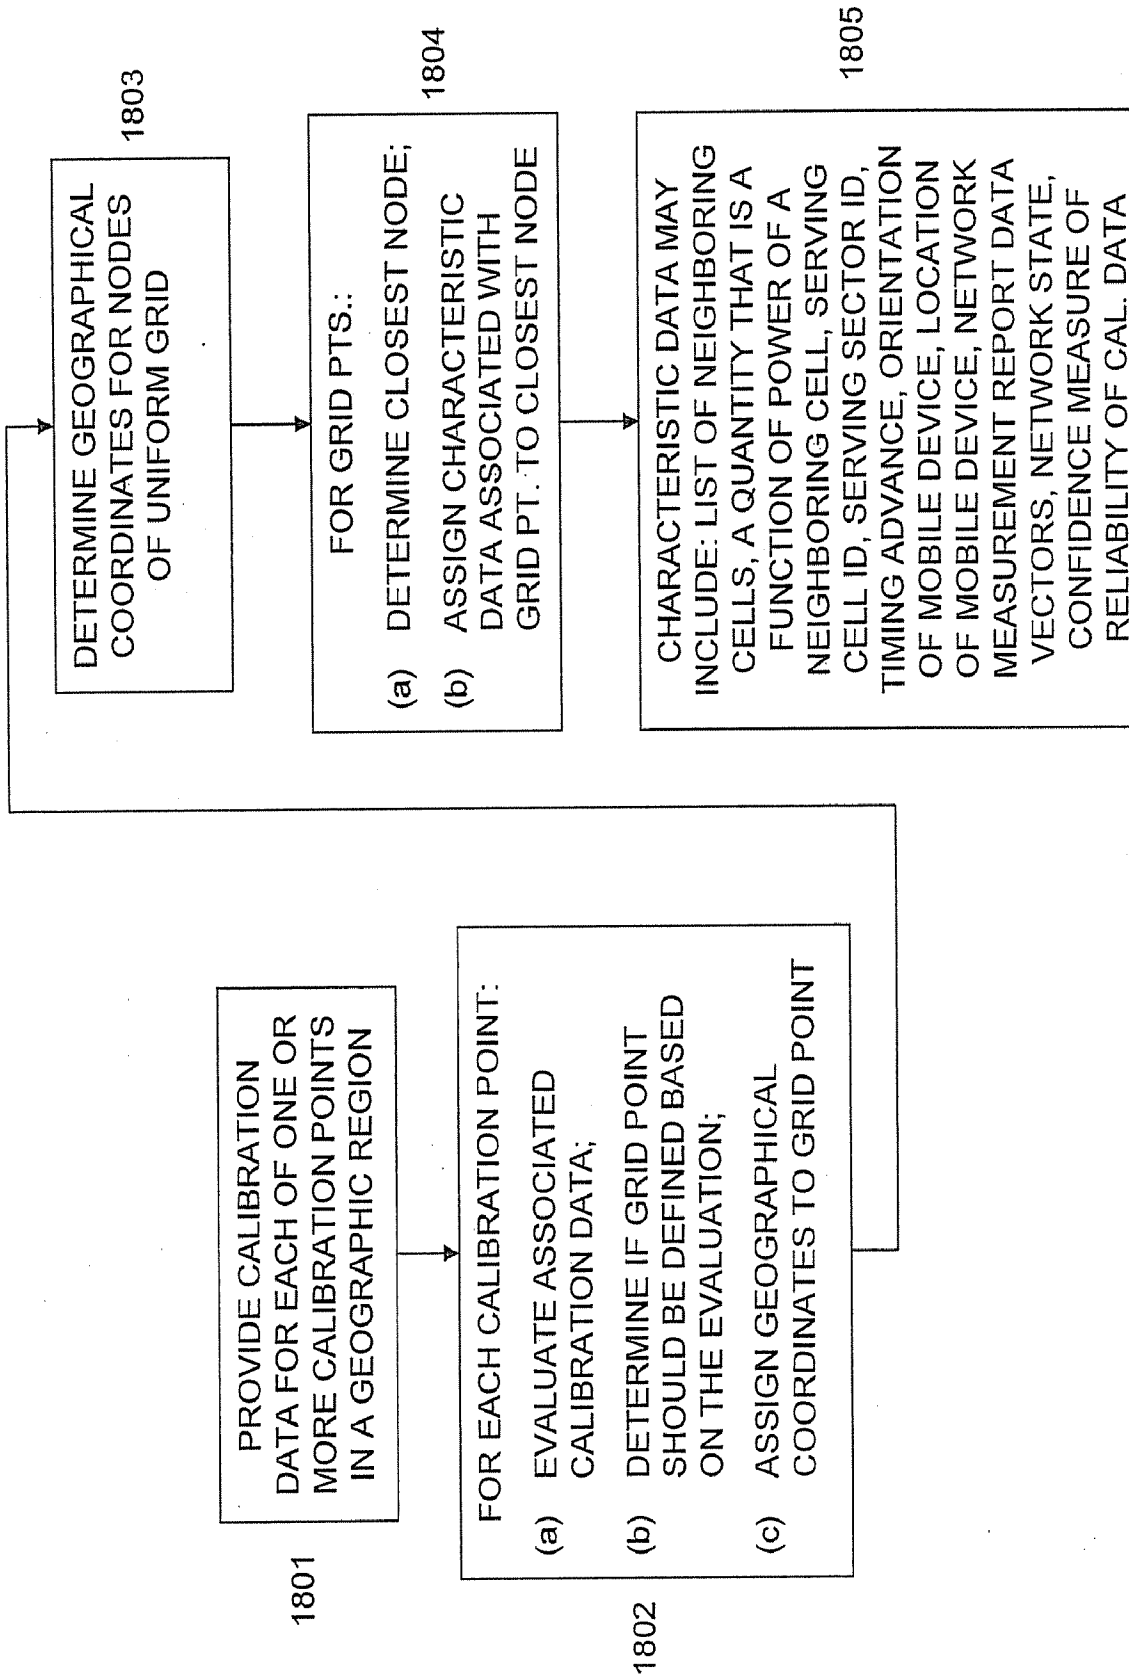 1801
PROVIDE CALIBRATION
DATA FOR EACH OF ONE OR
MORE CALIBRATION POINTS
IN A GEOGRAPHIC REGION
1802
FOR EACH CALIBRATION POINT:
(a) EVALUATE ASSOCIATED
CALIBRATION DATA;
(b) DETERMINE IF GRID POINT
SHOULD BE DEFINED BASED
ON THE EVALUATION;
(c) ASSIGN GEOGRAPHICAL
COORDINATES TO GRID POINT
1803
DETERMINE GEOGRAPHICAL
COORDINATES FOR NODES
OF UNIFORM GRID
1804
FOR GRID PTS.:
(a) DETERMINE CLOSEST NODE;
(b) ASSIGN CHARACTERISTIC
DATA ASSOCIATED WITH
GRID PT. TO CLOSEST NODE
1805
CHARACTERISTIC DATA MAY
INCLUDE: LIST OF NEIGHBORING
CELLS, A QUANTITY THAT IS A
FUNCTION OF POWER OF A
NEIGHBORING CELL, SERVING
CELL ID, SERVING SECTOR ID,
TIMING ADVANCE, ORIENTATION
OF MOBILE DEVICE, LOCATION
OF MOBILE DEVICE, NETWORK
MEASUREMENT REPORT DATA
VECTORS, NETWORK STATE,
CONFIDENCE MEASURE OF
RELIABILITY OF CAL. DATA